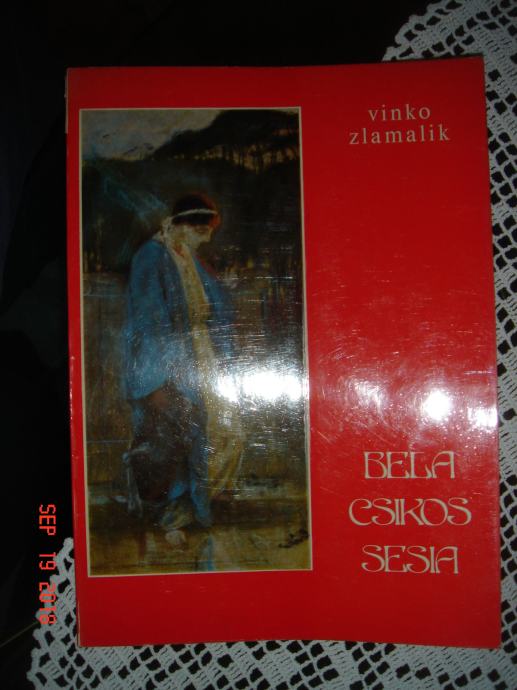 vinko
zlamalik
BELA
CSIKOS
SESIA
SEP 19 2018